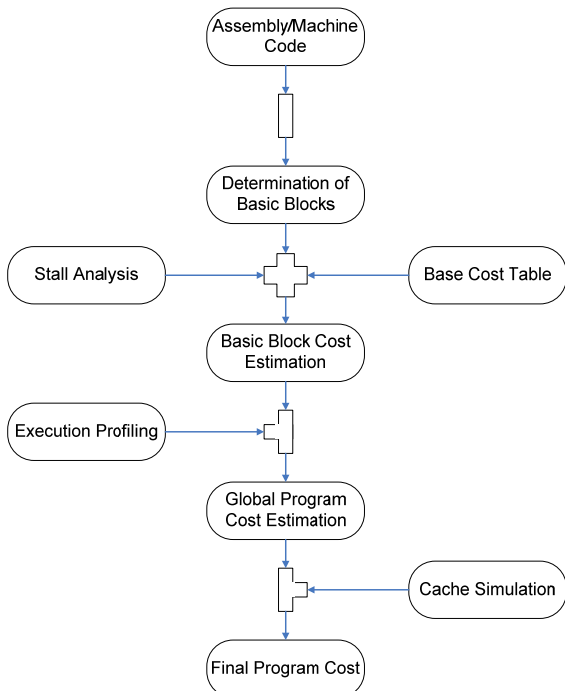 Assembly/Machine
Code
Determination of
Basic Blocks
Stall Analysis
Base Cost Table
Basic Block Cost
Estimation
Execution Profiling
Global Program
Cost Estimation
Cache Simulation
Final Program Cost